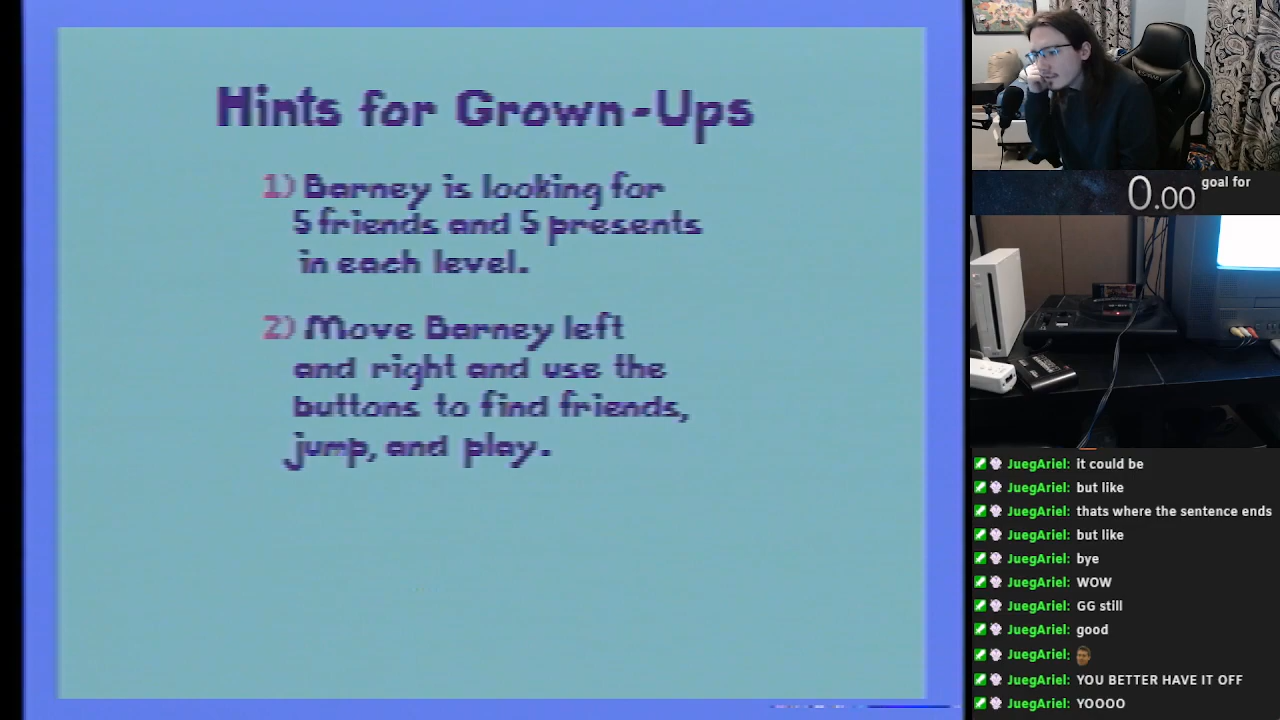 Hints for Grown-Ups
1) Barney is looking for
5 friends and 5 presents
in each level.
2) Move Barney left
and right and use the
buttons to find friends,
jump, and play.
0.00
goal for
JuegAriel: it could be
JuegAriel: but like
JuegAriel: thats where the sentence ends
JuegAriel: but like
JuegAriel: bye
JuegAriel: WOW
JuegAriel: GG still
JuegAriel: good
JuegAriel:
JuegAriel: YOU BETTER HAVE IT OFF
JuegAriel: YOOOO